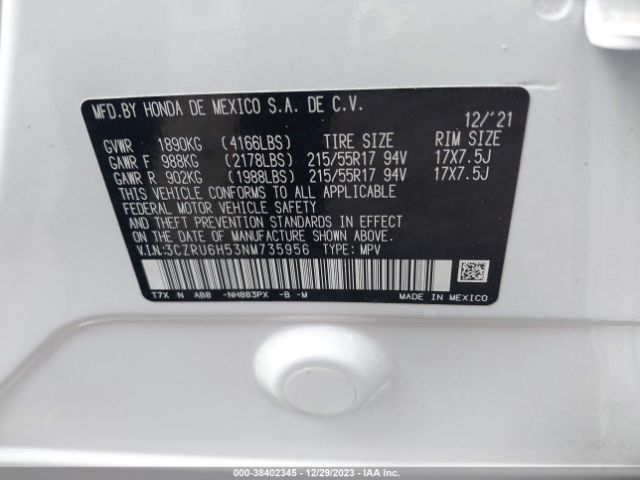 MFD.BY HONDA DE MEXICO S.A. DE C.V.
12/'21
GVWR 1890KG (4166LBS) TIRE SIZE RIM SIZE
GAWR F 988KG (2178LBS) 215/55R17 94V 17X7.5J
GAWR R 902KG (1988LBS) 215/55R17 94V 17X7.5J
THIS VEHICLE CONFORMS TO ALL APPLICABLE
FEDERAL MOTOR VEHICLE SAFETY
AND THEFT PREVENTION STANDARDS IN EFFECT
ON THE DATE OF MANUFACTURE SHOWN ABOVE.
V.I.N:3CZRU6H53NM735956 TYPE: MPV
T7X N AB8 -NH883PX -B -M
MADE IN MEXICO
000-38402345 - 12/29/2023 - IAA Inc.